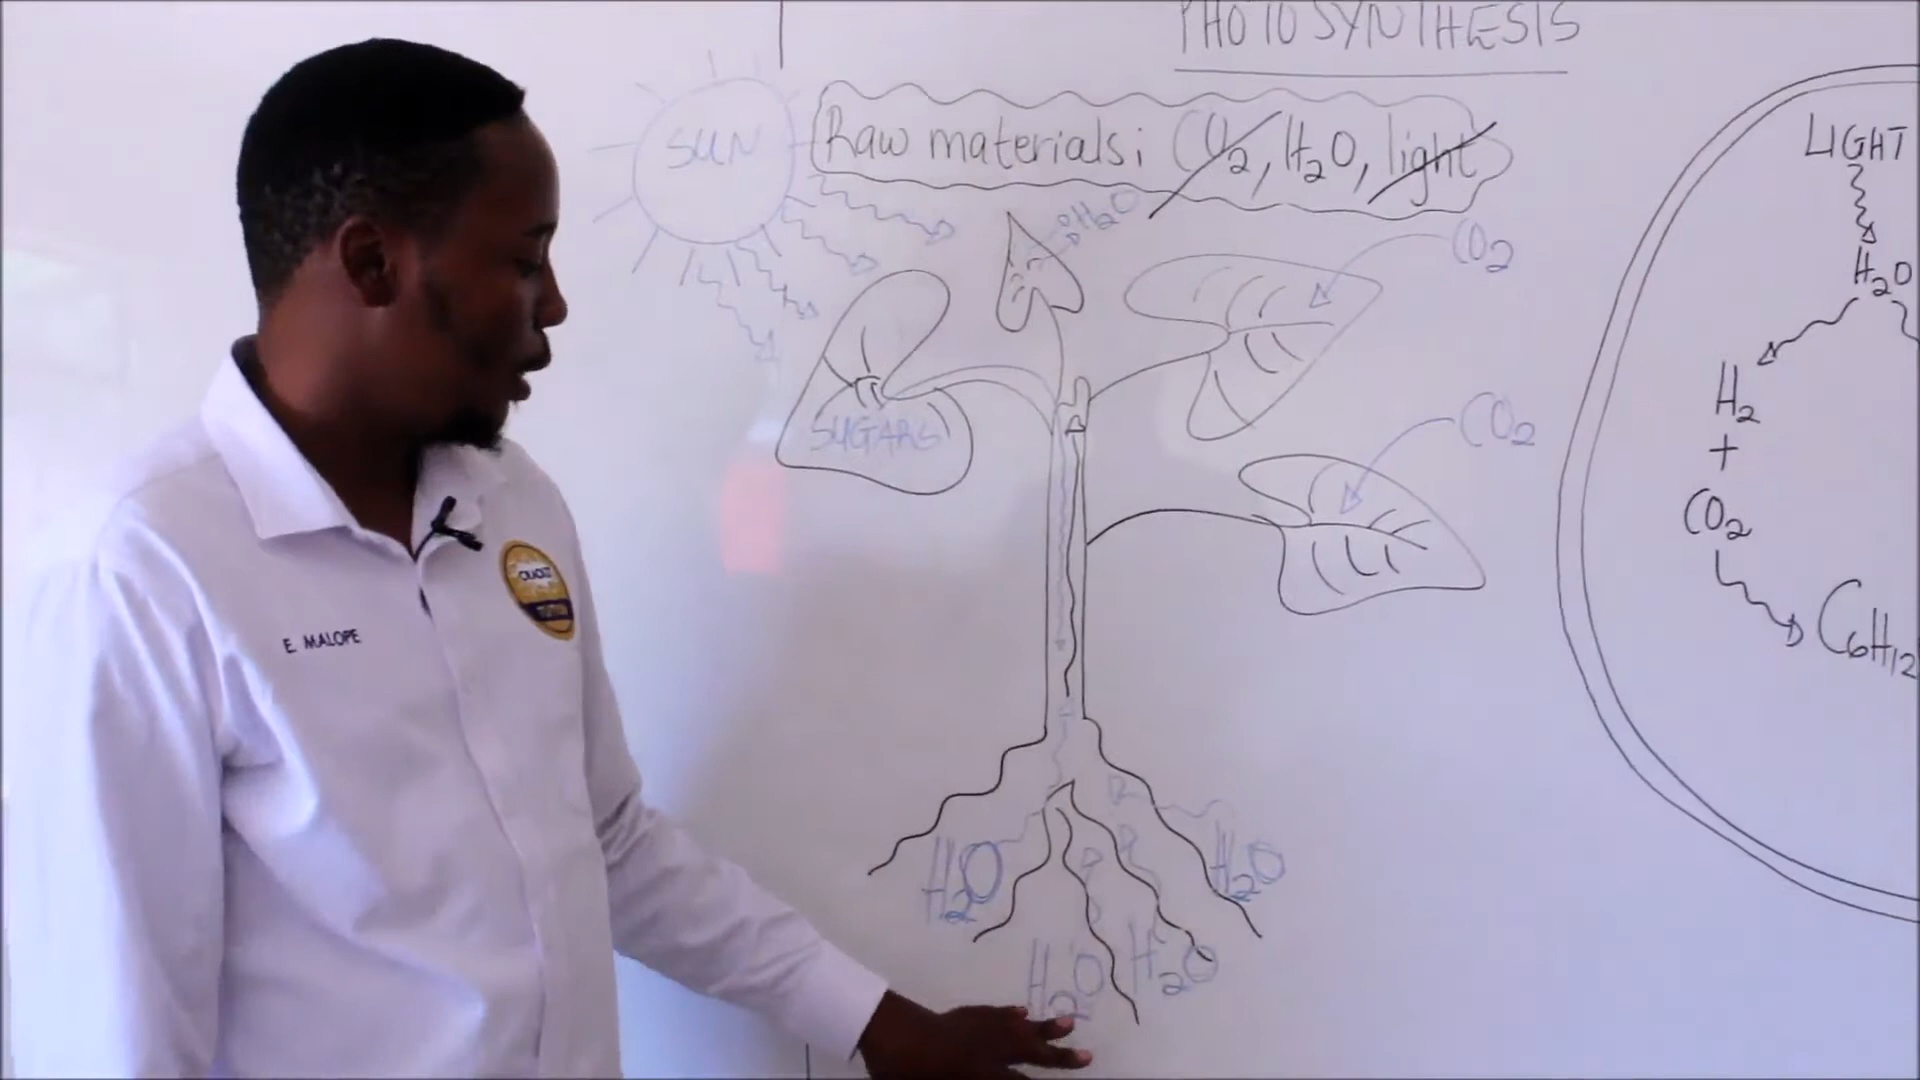 PHOTOSYNTHESIS
SUN
Raw materials: CO2, H2O, light
H2O
CO2
SUGARS
CO2
H2O
H2O
H2O
H2O
LIGHT
H2O
H2
+
CO2
C6H12
E. MALOPE